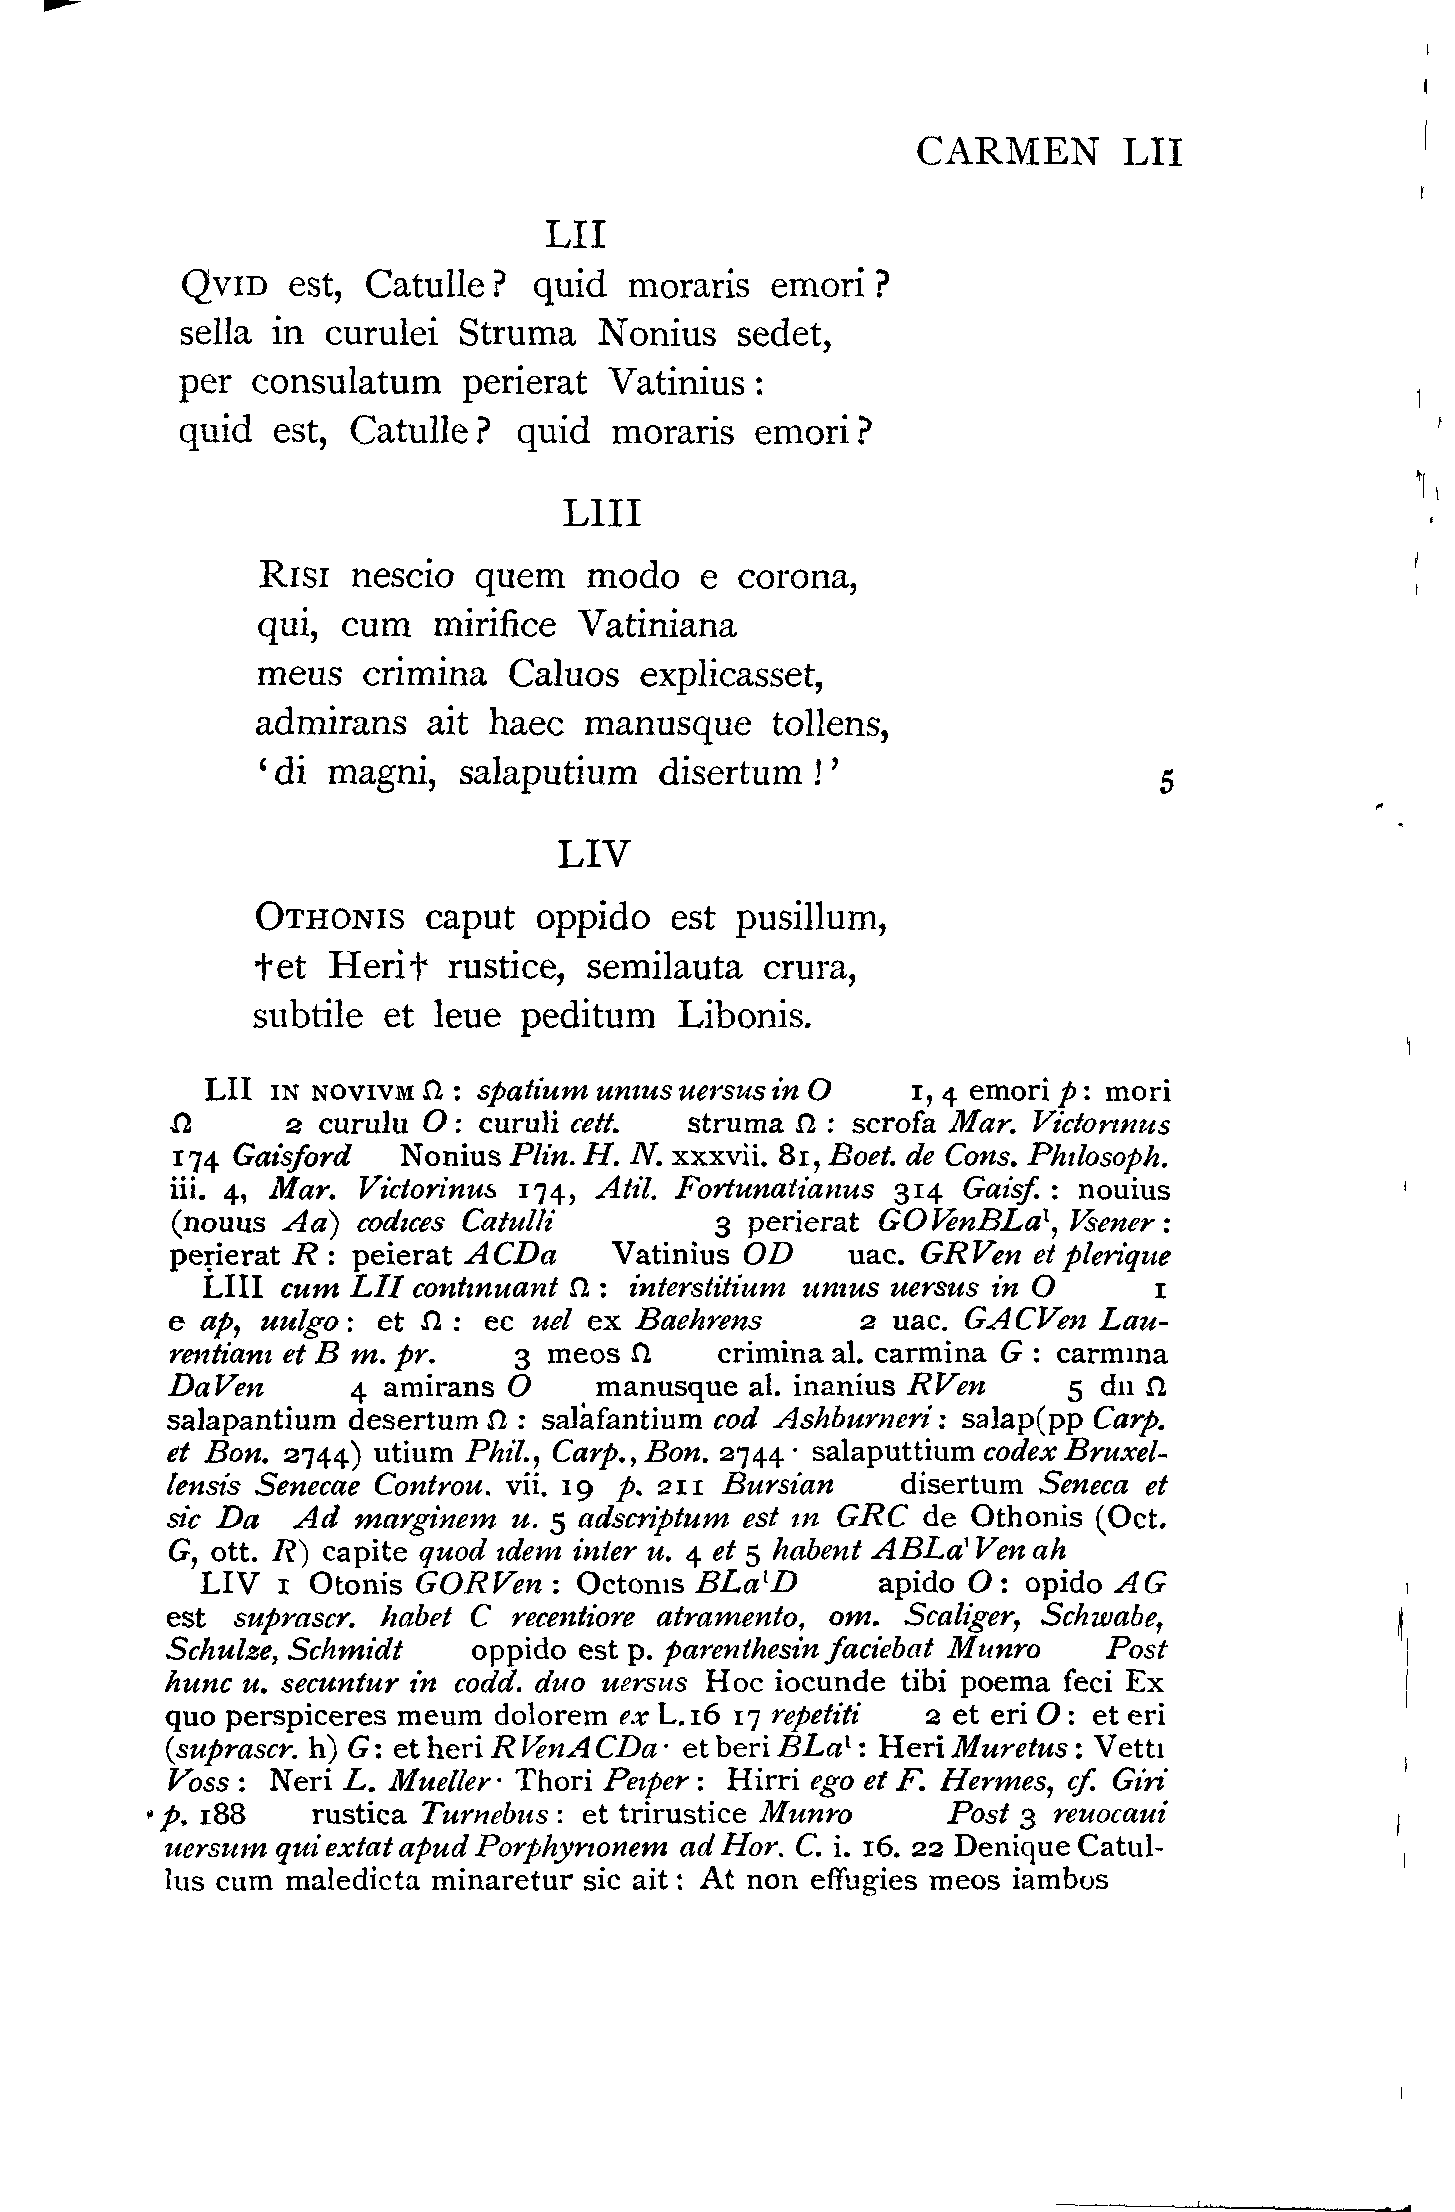 CARMEN LII
LII
QVID est, Catulle? quid moraris emori?
sella in curulei Struma Nonius sedet,
per consulatum perierat Vatinius:
quid est, Catulle? quid moraris emori?
LIII
RISI nescio quem modo e corona,
qui, cum mirifice Vatiniana
meus crimina Caluos explicasset,
admirans ait haec manusque tollens,
‘di magni, salaputium disertum!’ 5
LIV
OTHONIS caput oppido est pusillum,
†et Heri† rustice, semilauta crura,
subtile et leue peditum Libonis.
LII IN NOVIVM Ω : spatium unius uersus in O 1, 4 emori p : mori
Ω 2 curulu O : curuli cett. struma Ω : scrofa Mar. Victorinus
174 Gaisford Nonius Plin. H. N. xxxvii. 81, Boet. de Cons. Philosoph.
iii. 4, Mar. Victorinus 174, Atil. Fortunatianus 314 Gaisf. : nouius
(nouus Aa) codices Catulli 3 perierat GOVenBLa¹, Vsener :
peṛierat R : peierat ACDa Vatinius OD uac. GRVen et plerique
LIII cum LII continuant Ω : interstitium unius uersus in O 1
e ap, uulgo : et Ω : ec uel ex Baehrens 2 uac. GACVen Lau-
rentiani et B m. pr. 3 meos Ω crimina al. carmina G : carmina
DaVen 4 amirans O manusque al. inanius RVen 5 dii Ω
salapantium desertum Ω : salafantium cod Ashburneri : salap(pp Carp.
et Bon. 2744) utium Phil., Carp., Bon. 2744 · salaputtium codex Bruxel-
lensis Senecae Controu. vii. 19 p. 211 Bursian disertum Seneca et
sic Da Ad marginem u. 5 adscriptum est in GRC de Othonis (Oct.
G, ott. R) capite quod idem inter u. 4 et 5 habent ABLa¹Ven ah
LIV 1 Otonis GORVen : Octonis BLa¹D apido O : opido AG
est suprascr. habet C recentiore atramento, om. Scaliger, Schwabe,
Schulze, Schmidt oppido est p. parenthesin faciebat Munro Post
hunc u. secuntur in codd. duo uersus Hoc iocunde tibi poema feci Ex
quo perspiceres meum dolorem ex L. 16 17 repetiti 2 et eri O : et eri
(suprascr. h) G : et heri RVenACDa · et beri BLa¹ : Heri Muretus : Vetti
Voss : Neri L. Mueller · Thori Peiper : Hirri ego et F. Hermes, cf. Giri
p. 188 rustica Turnebus : et trirustice Munro Post 3 reuocaui
uersum qui extat apud Porphyrionem ad Hor. C. i. 16. 22 Denique Catul-
lus cum maledicta minaretur sic ait : At non effugies meos iambos